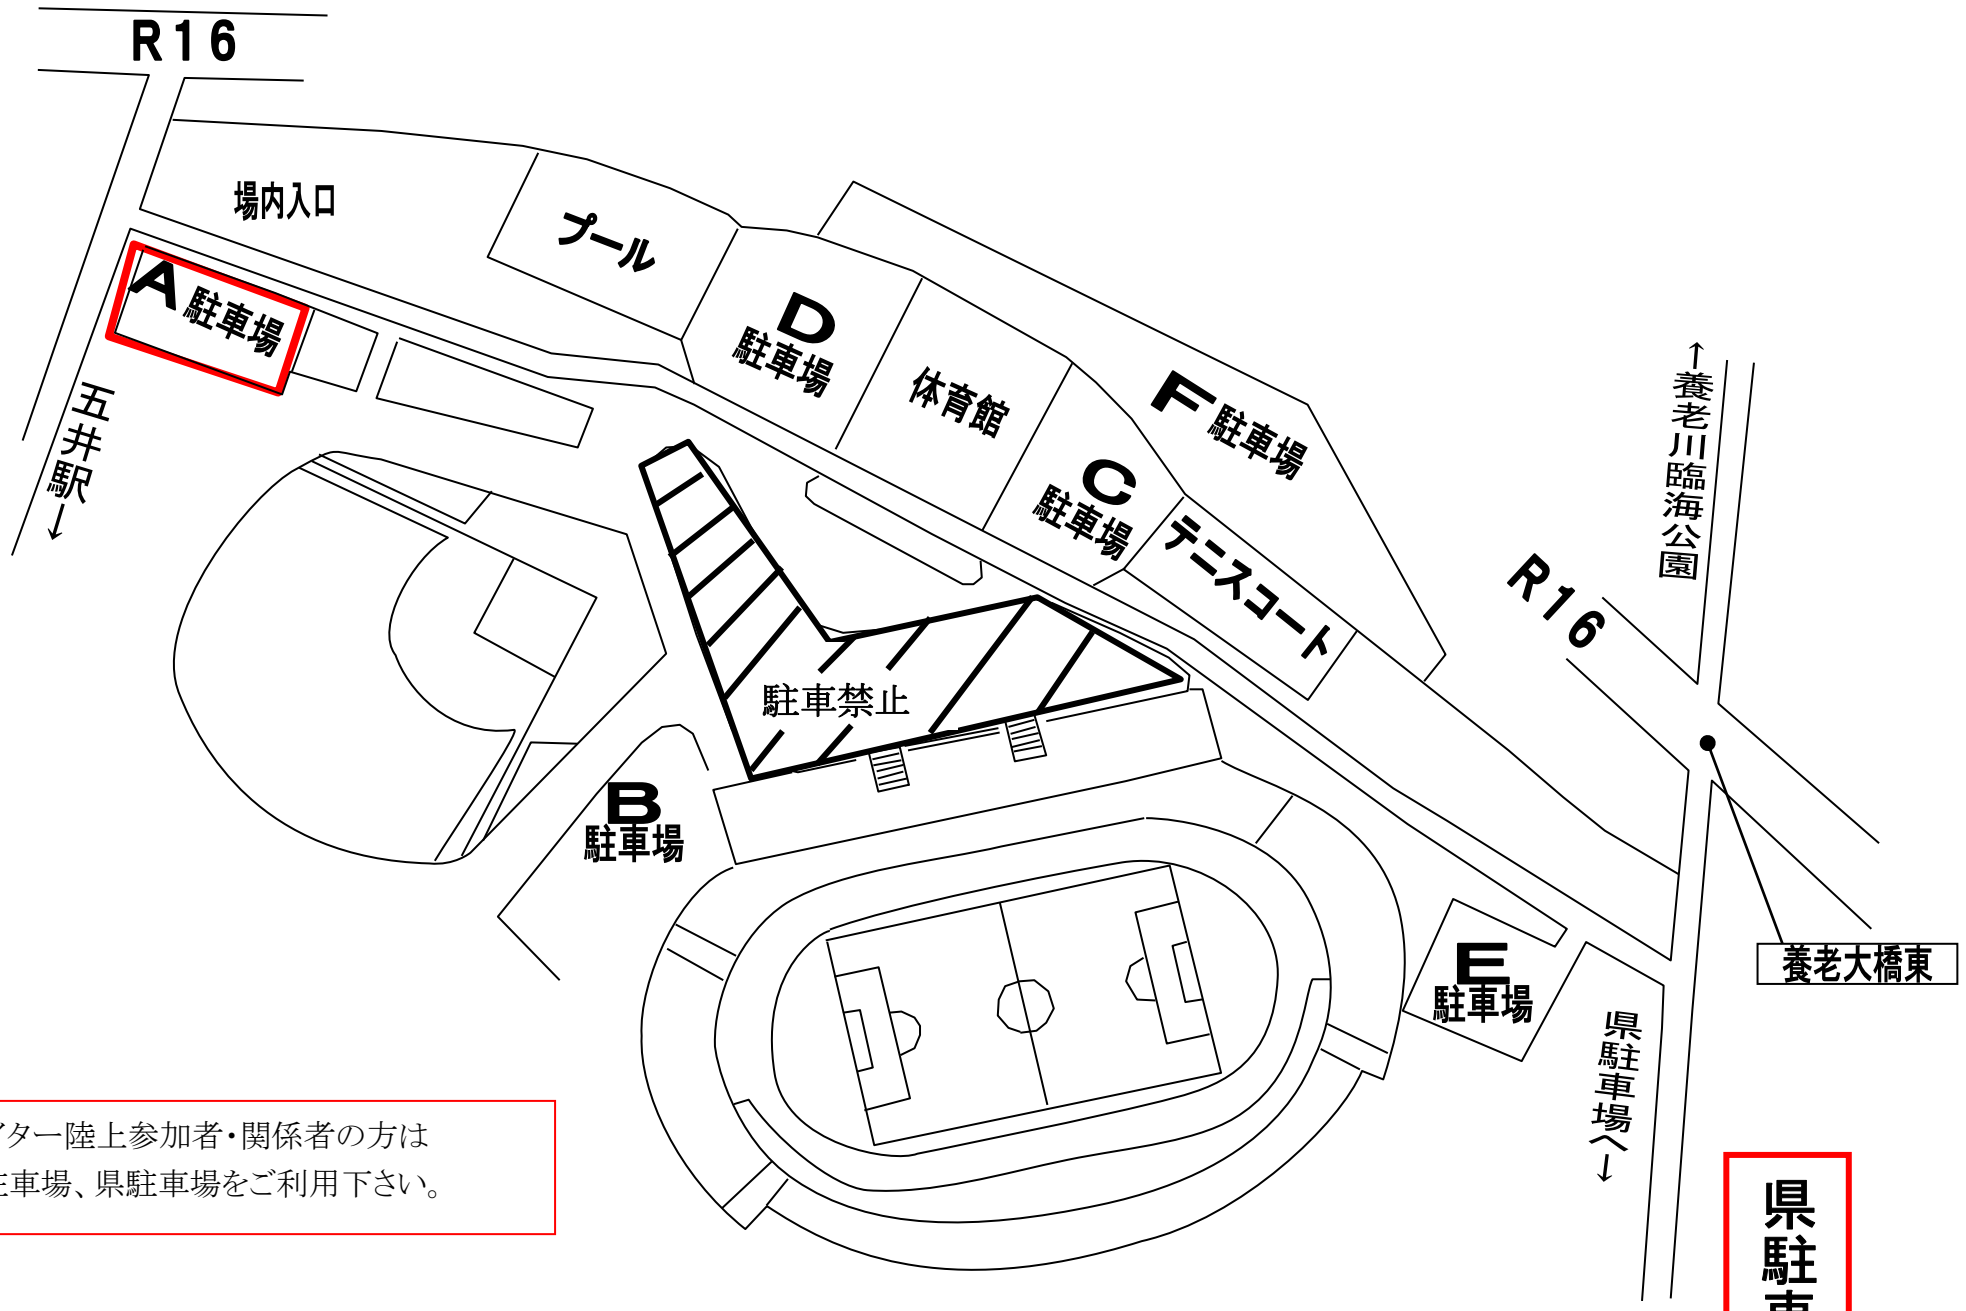 R16
場内入口
プール
A 駐車場
D
駐車場
体育館
F 駐車場
C
駐車場
テニスコート
↑養老川臨海公園
R16
五井駅→
駐車禁止
B
駐車場
E
駐車場
養老大橋東
県駐車場へ→
イター陸上参加者・関係者の方は
駐車場、県駐車場をご利用下さい。
県駐車